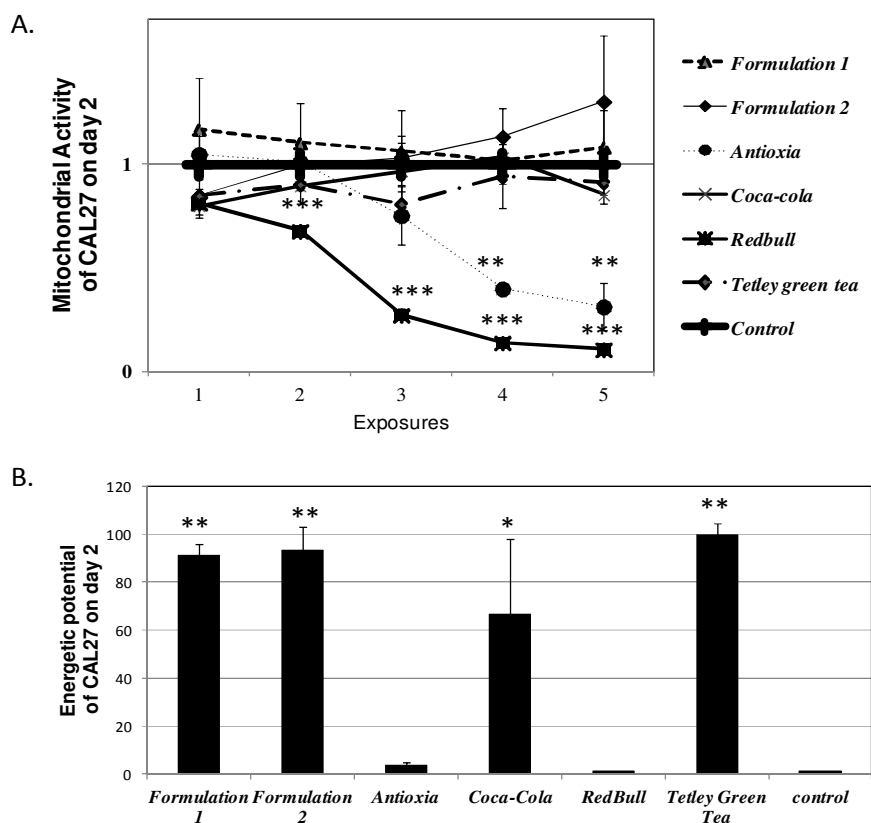 A.
Mitochondrial Activity
of CAL27 on day 2
1
0
***
***
**
***
**
***
1 2 3 4 5
Exposures
Formulation 1
Formulation 2
Antioxia
Coca-cola
Redbull
Tetley green tea
Control
B.
Energetic potential
of CAL27 on day 2
120
100
80
60
40
20
0
**
**
*
**
Formulation 1
Formulation 2
Antioxia
Coca-Cola
RedBull
Tetley Green Tea
control